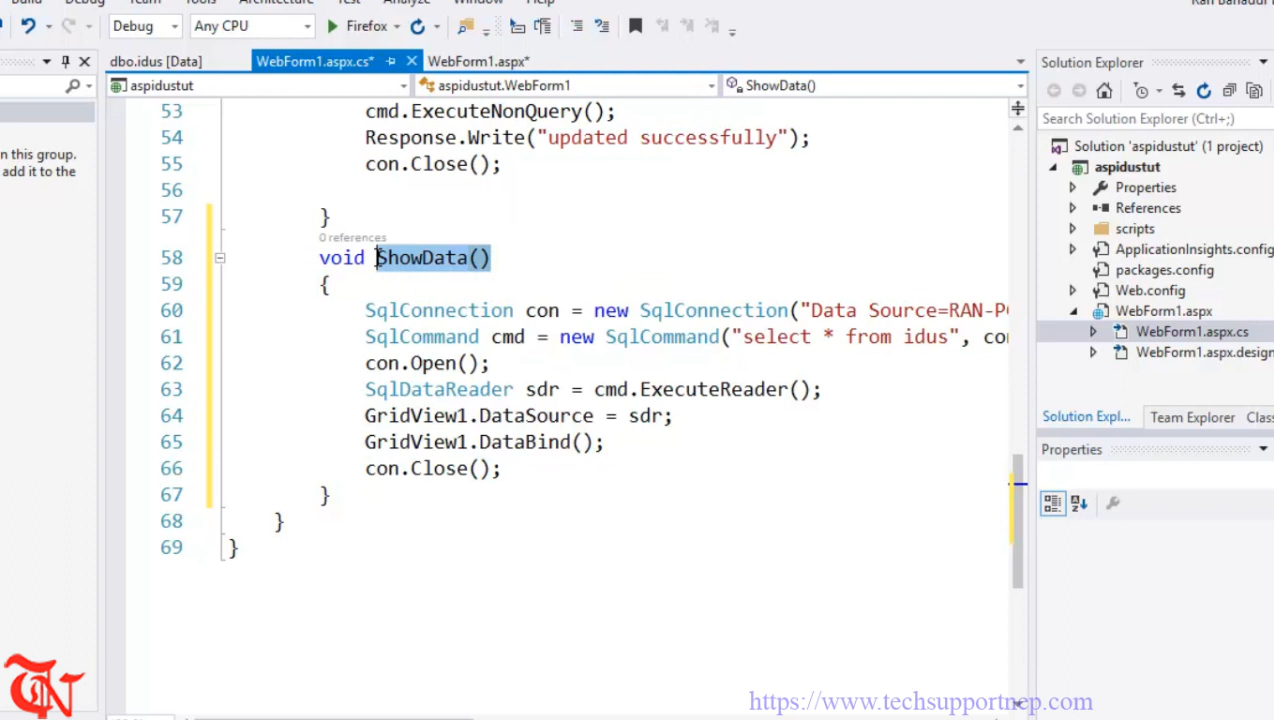 Debug
Any CPU
Firefox
dbo.idus [Data]
WebForm1.aspx.cs*
WebForm1.aspx*
Solution Explorer
aspidustut
aspidustut.WebForm1
ShowData()
Search Solution Explorer (Ctrl+;)
n this group.
add it to the
53 cmd.ExecuteNonQuery();
54 Response.Write("updated successfully");
55 con.Close();
56
57 }
0 references
58 void ShowData()
59 {
60 SqlConnection con = new SqlConnection("Data Source=RAN-P
61 SqlCommand cmd = new SqlCommand("select * from idus", co
62 con.Open();
63 SqlDataReader sdr = cmd.ExecuteReader();
64 GridView1.DataSource = sdr;
65 GridView1.DataBind();
66 con.Close();
67 }
68 }
69 }
Solution 'aspidustut' (1 project)
aspidustut
Properties
References
scripts
ApplicationInsights.config
packages.config
Web.config
WebForm1.aspx
WebForm1.aspx.cs
WebForm1.aspx.design
Solution Expl...
Team Explorer
Class
Properties
TN
https://www.techsupportnep.com